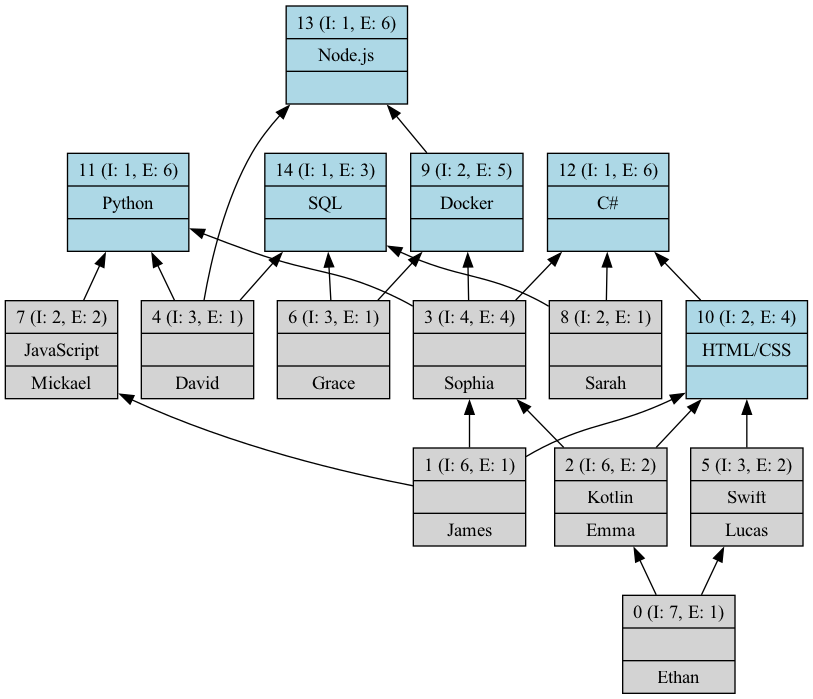 13 (I: 1, E: 6)
Node.js
11 (I: 1, E: 6)
Python
14 (I: 1, E: 3)
SQL
9 (I: 2, E: 5)
Docker
12 (I: 1, E: 6)
C#
7 (I: 2, E: 2)
JavaScript
Mickael
4 (I: 3, E: 1)
David
6 (I: 3, E: 1)
Grace
3 (I: 4, E: 4)
Sophia
8 (I: 2, E: 1)
Sarah
10 (I: 2, E: 4)
HTML/CSS
1 (I: 6, E: 1)
James
2 (I: 6, E: 2)
Kotlin
Emma
5 (I: 3, E: 2)
Swift
Lucas
0 (I: 7, E: 1)
Ethan